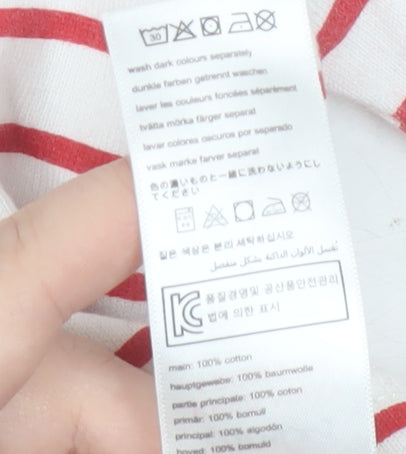 30
wash dark colours separately
dunkle farben getrennt waschen
laver les couleurs foncées séparément
tvätta mörka färger separat
lavar colores oscuros por separado
vask mørke farver separat
色の濃いものと一緒に洗わないようにし
てください
짙은 색상은 분리 세탁하십시오
تغسل الألوان الداكنة بشكل منفصل
품질경영및 공산품안전관리
법에 의한 표시
main: 100% cotton
hauptgewebe: 100% baumwolle
partie principale: 100% coton
primär: 100% bomull
principal: 100% algodón
hoved: 100% bomuld